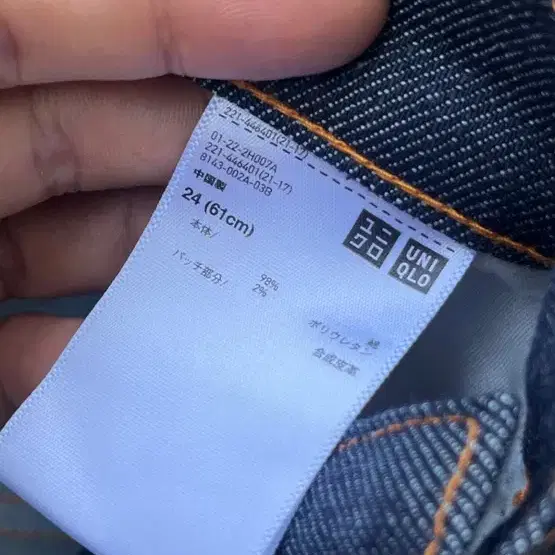 221-446401(21-17)
01-22-2H007A
221-446401(21-17)
8143-002A-03B
中国製
24 (61cm)
ユニ
クロ
UNI
QLO
本体/
98% 綿
2% ポリウレタン
パッチ部分/
合成皮革